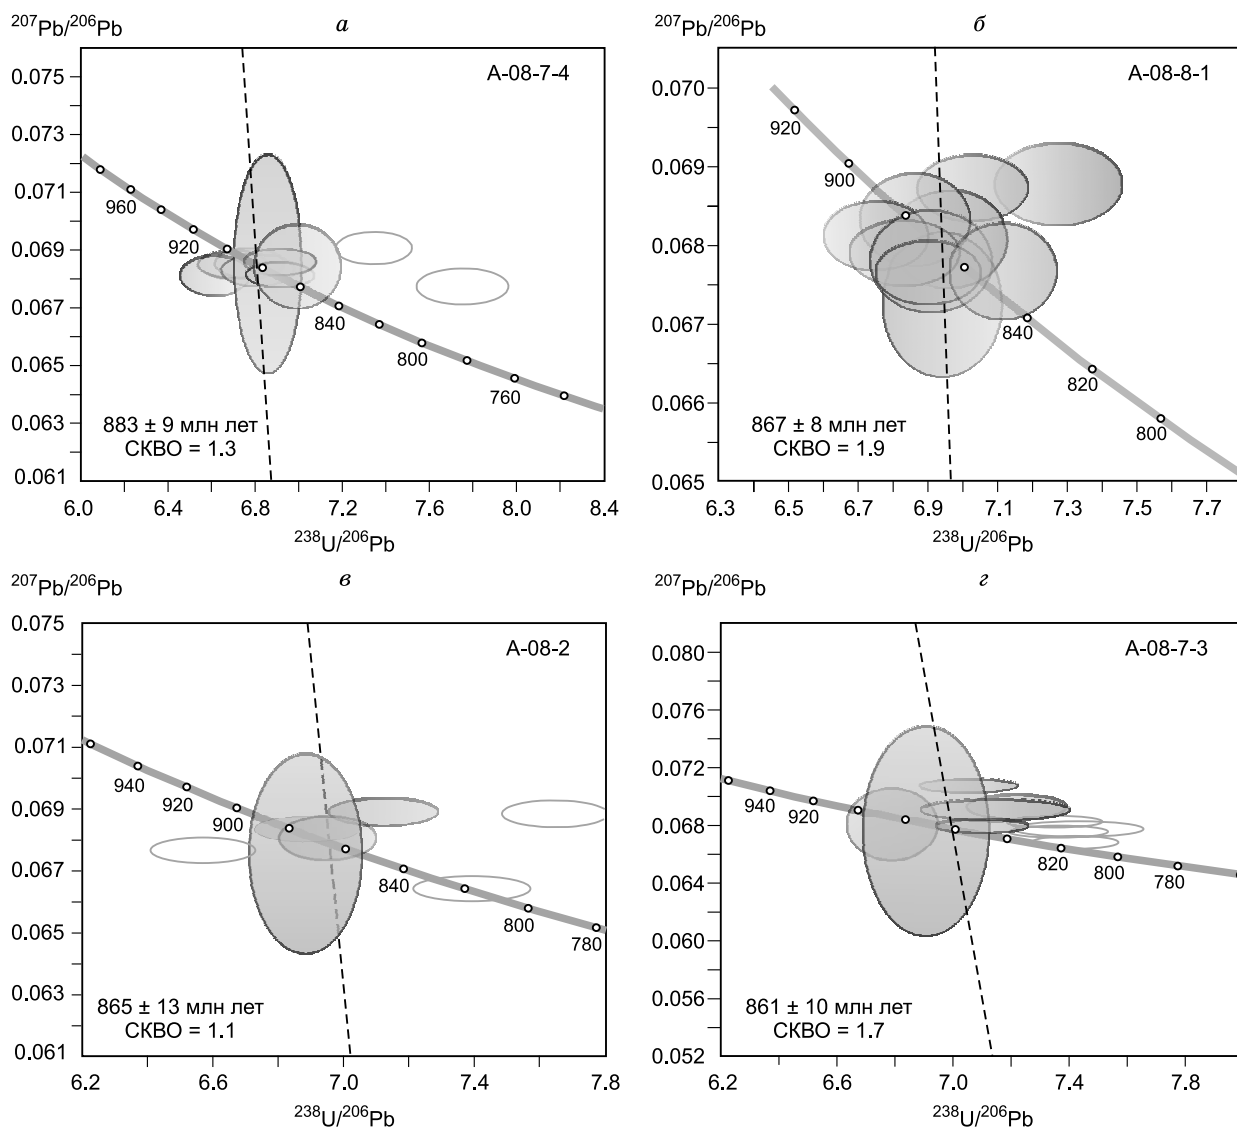 ²⁰⁷Pb/²⁰⁶Pb
а
A-08-7-4
0.075
0.073
0.071
0.069
0.067
0.065
0.063
0.061
960
920
840
800
760
883 ± 9 млн лет
СКВО = 1.3
6.0 6.8 7.2 7.6 8.0 8.4
²³⁸U/²⁰⁶Pb
²⁰⁷Pb/²⁰⁶Pb
б
A-08-8-1
0.070
0.069
0.068
0.067
0.066
0.065
920
900
840
820
800
867 ± 8 млн лет
СКВО = 1.9
6.3 6.5 6.7 6.9 7.1 7.3 7.5 7.7
²³⁸U/²⁰⁶Pb
²⁰⁷Pb/²⁰⁶Pb
в
A-08-2
0.075
0.073
0.071
0.069
0.067
0.065
0.063
0.061
940
920
900
840
800
780
865 ± 13 млн лет
СКВО = 1.1
6.2 6.6 7.0 7.4 7.8
²³⁸U/²⁰⁶Pb
²⁰⁷Pb/²⁰⁶Pb
г
A-08-7-3
0.080
0.076
0.072
0.068
0.064
0.060
0.056
0.052
940
920
820
800
780
861 ± 10 млн лет
СКВО = 1.7
6.2 6.6 7.0 7.4 7.8
²³⁸U/²⁰⁶Pb